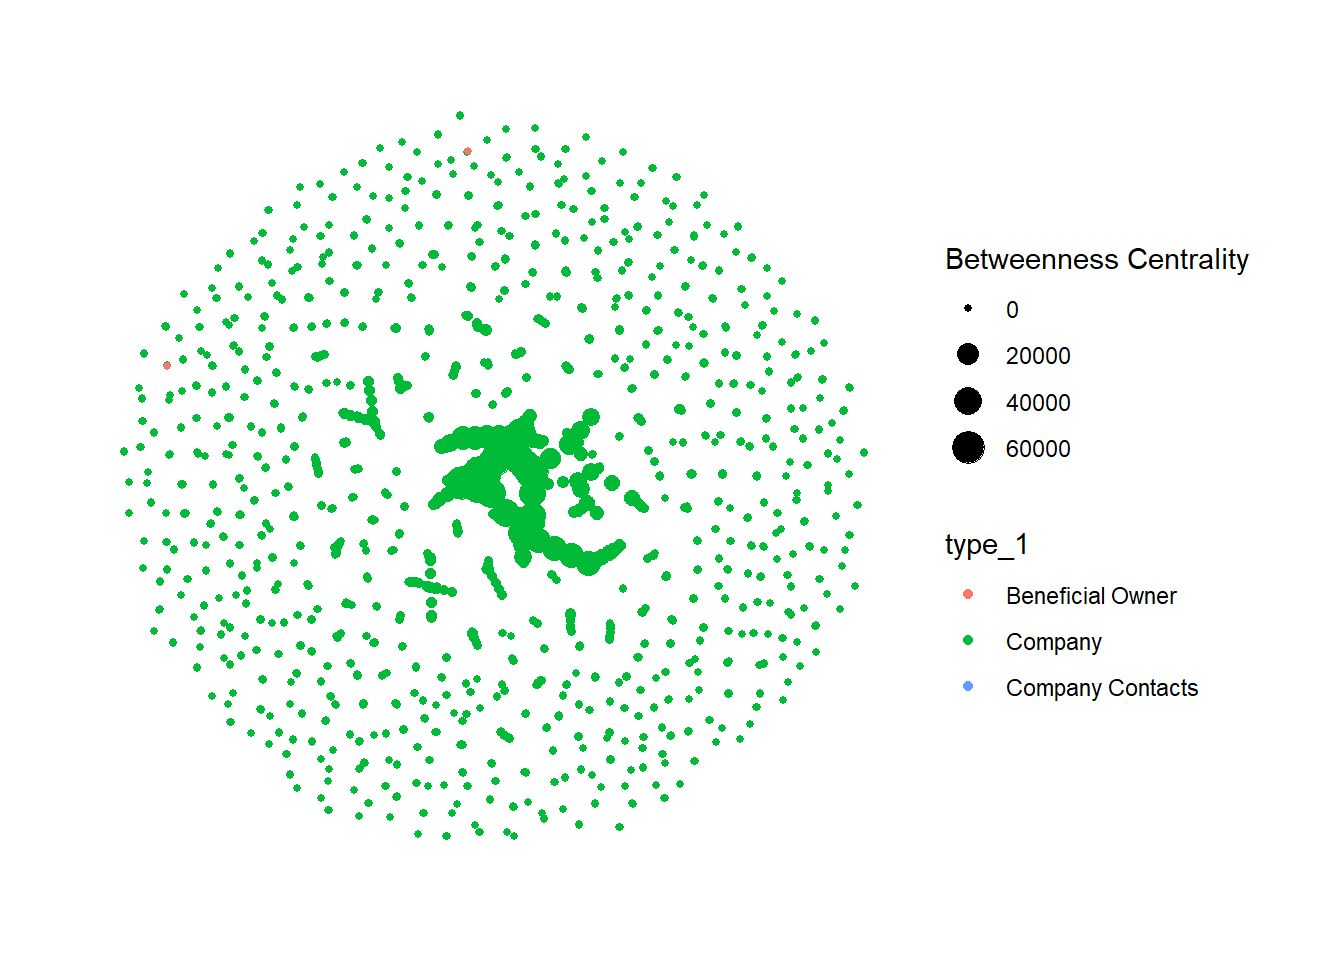 Betweenness Centrality
0
20000
40000
60000
type_1
Beneficial Owner
Company
Company Contacts